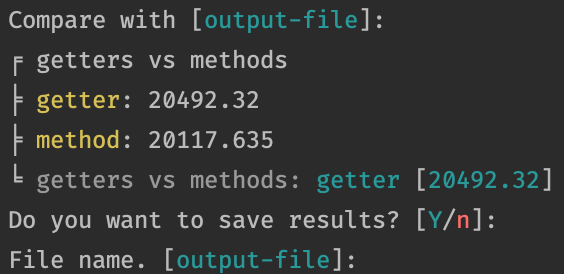 Compare with [output-file]:
╒ getters vs methods
╞ getter: 20492.32
╞ method: 20117.635
╘ getters vs methods: getter [20492.32]
Do you want to save results? [Y/n]:
File name. [output-file]: